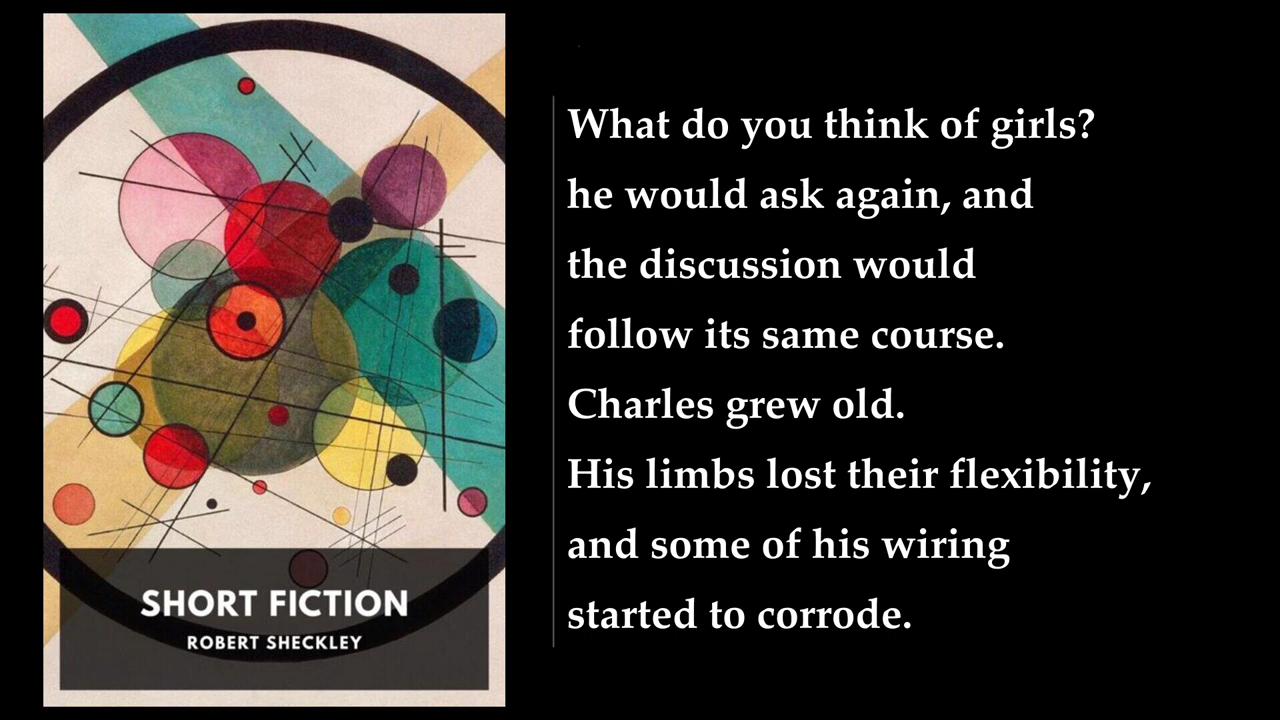 SHORT FICTION
ROBERT SHECKLEY
What do you think of girls?
he would ask again, and
the discussion would
follow its same course.
Charles grew old.
His limbs lost their flexibility,
and some of his wiring
started to corrode.